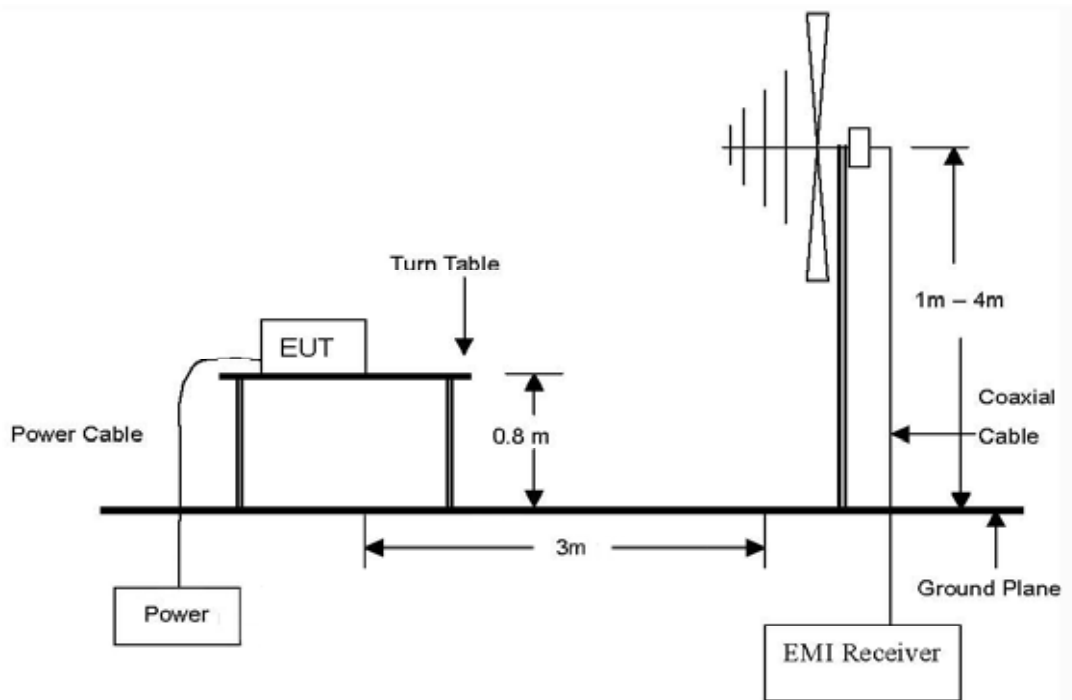 Turn Table
EUT
1m – 4m
Power Cable
0.8 m
Coaxial
Cable
3m
Ground Plane
Power
EMI Receiver